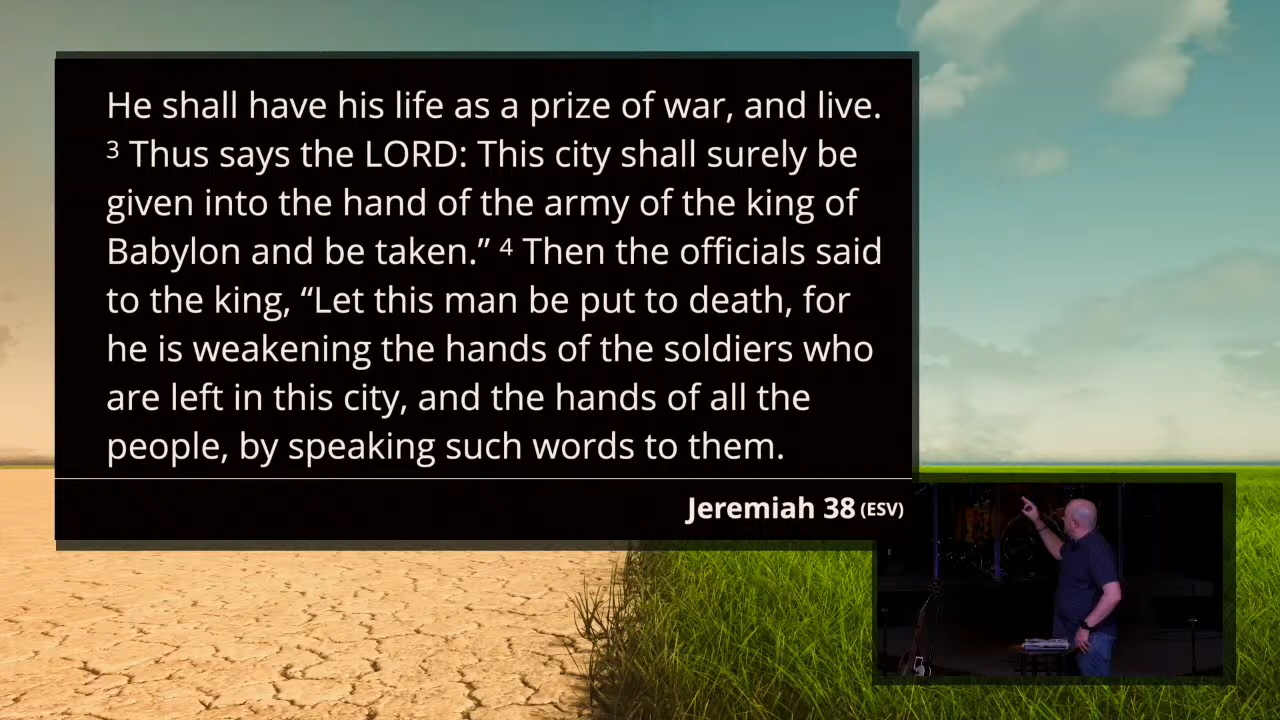 He shall have his life as a prize of war, and live.
3 Thus says the LORD: This city shall surely be
given into the hand of the army of the king of
Babylon and be taken.” 4 Then the officials said
to the king, “Let this man be put to death, for
he is weakening the hands of the soldiers who
are left in this city, and the hands of all the
people, by speaking such words to them.
Jeremiah 38 (ESV)